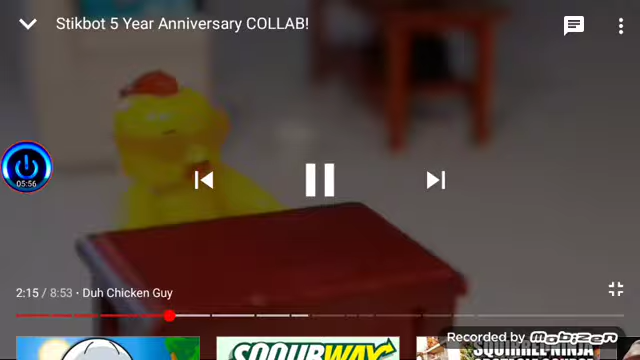 Stikbot 5 Year Anniversary COLLAB!
05:56
2:15 / 8:53 • Duh Chicken Guy
Recorded by Mobizen
SQQURWAY
SQUIRREL NINJA